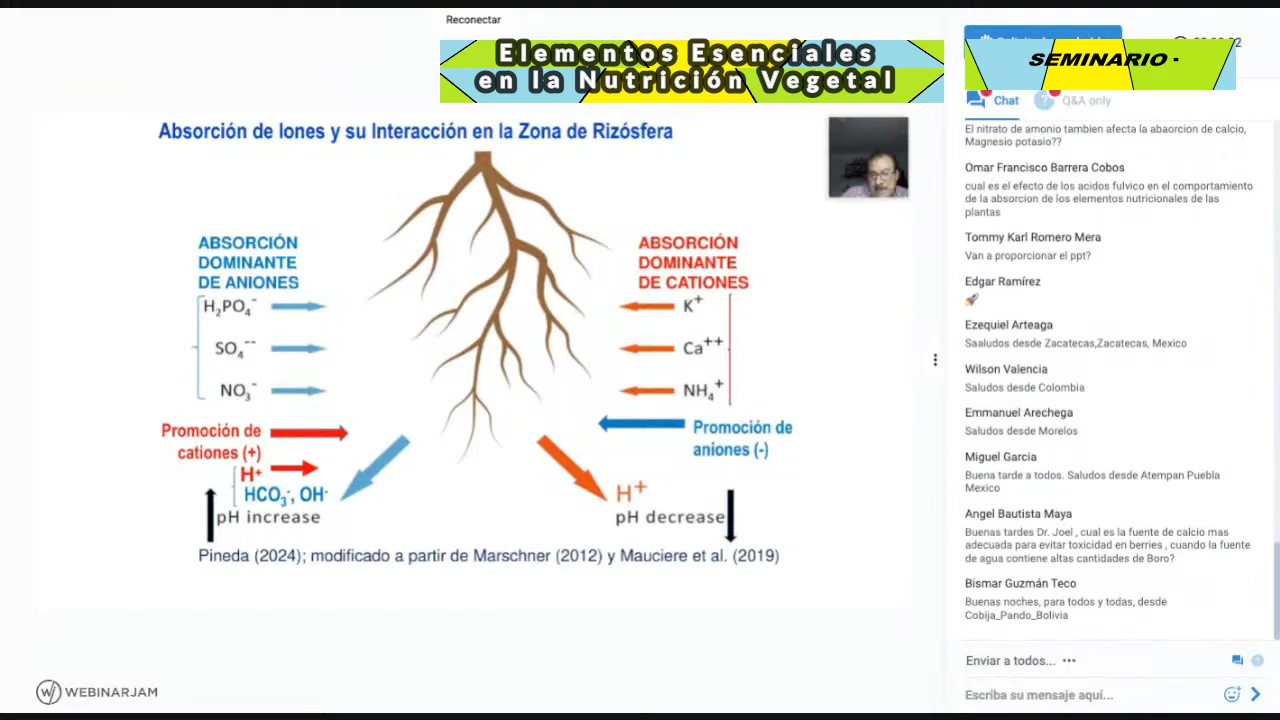 Reconectar
Elementos Esenciales
en la Nutrición Vegetal
SEMINARIO -
Chat
Q&A only
Absorción de Iones y su Interacción en la Zona de Rizósfera
ABSORCIÓN
DOMINANTE
DE ANIONES
H₂PO₄⁻
SO₄⁻⁻
NO₃⁻
Promoción de
cationes (+)
H⁺
HCO₃⁻, OH⁻
pH increase
ABSORCIÓN
DOMINANTE
DE CATIONES
K⁺
Ca⁺⁺
NH₄⁺
Promoción de
aniones (-)
H⁺
pH decrease
Pineda (2024); modificado a partir de Marschner (2012) y Mauciere et al. (2019)
WEBINARJAM
El nitrato de amonio tambien afecta la abaorcion de calcio,
Magnesio potasio??
Omar Francisco Barrera Cobos
cual es el efecto de los acidos fulvico en el comportamiento
de la absorcion de los elementos nutricionales de las
plantas
Tommy Karl Romero Mera
Van a proporcionar el ppt?
Edgar Ramírez
🚀
Ezequiel Arteaga
Saaludos desde Zacatecas,Zacatecas, Mexico
Wilson Valencia
Saludos desde Colombia
Emmanuel Arechega
Saludos desde Morelos
Miguel Garcia
Buena tarde a todos. Saludos desde Atempan Puebla
Mexico
Angel Bautista Maya
Buenas tardes Dr. Joel , cual es la fuente de calcio mas
adecuada para evitar toxicidad en berries , cuando la fuente
de agua contiene altas cantidades de Boro?
Bismar Guzmán Teco
Buenas noches, para todos y todas, desde
Cobija_Pando_Bolivia
Enviar a todos...
Escriba su mensaje aquí...